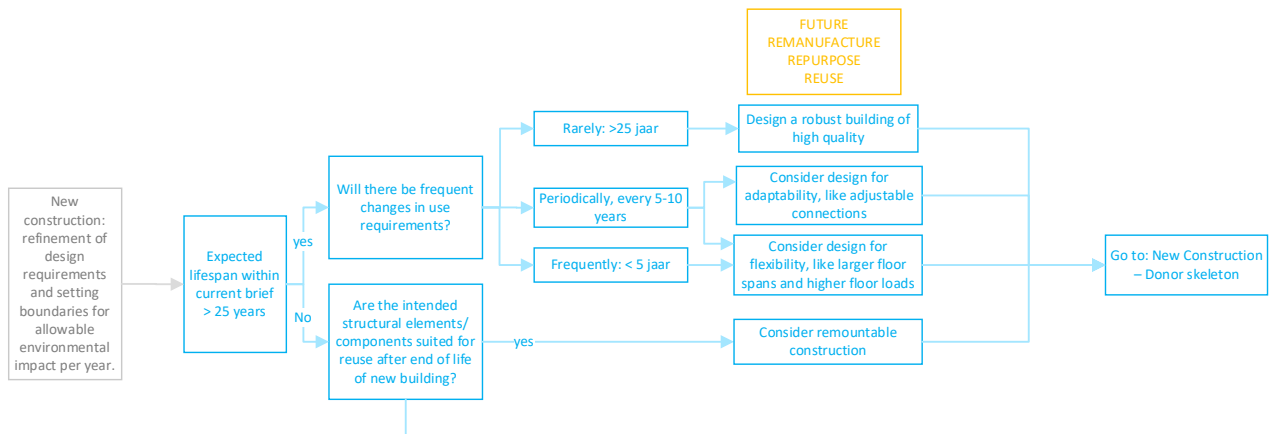 FUTURE
REMANUFACTURE
REPURPOSE
REUSE
New
construction:
refinement of
design
requirements
and setting
boundaries for
allowable
environmental
impact per year.
Expected
lifespan within
current brief
> 25 years
yes
No
Will there be frequent
changes in use
requirements?
Are the intended
structural elements/
components suited for
reuse after end of life
of new building?
Rarely: >25 jaar
Periodically, every 5-10
years
Frequently: < 5 jaar
yes
Design a robust building of
high quality
Consider design for
adaptability, like adjustable
connections
Consider design for
flexibility, like larger floor
spans and higher floor loads
Consider remountable
construction
Go to: New Construction
– Donor skeleton